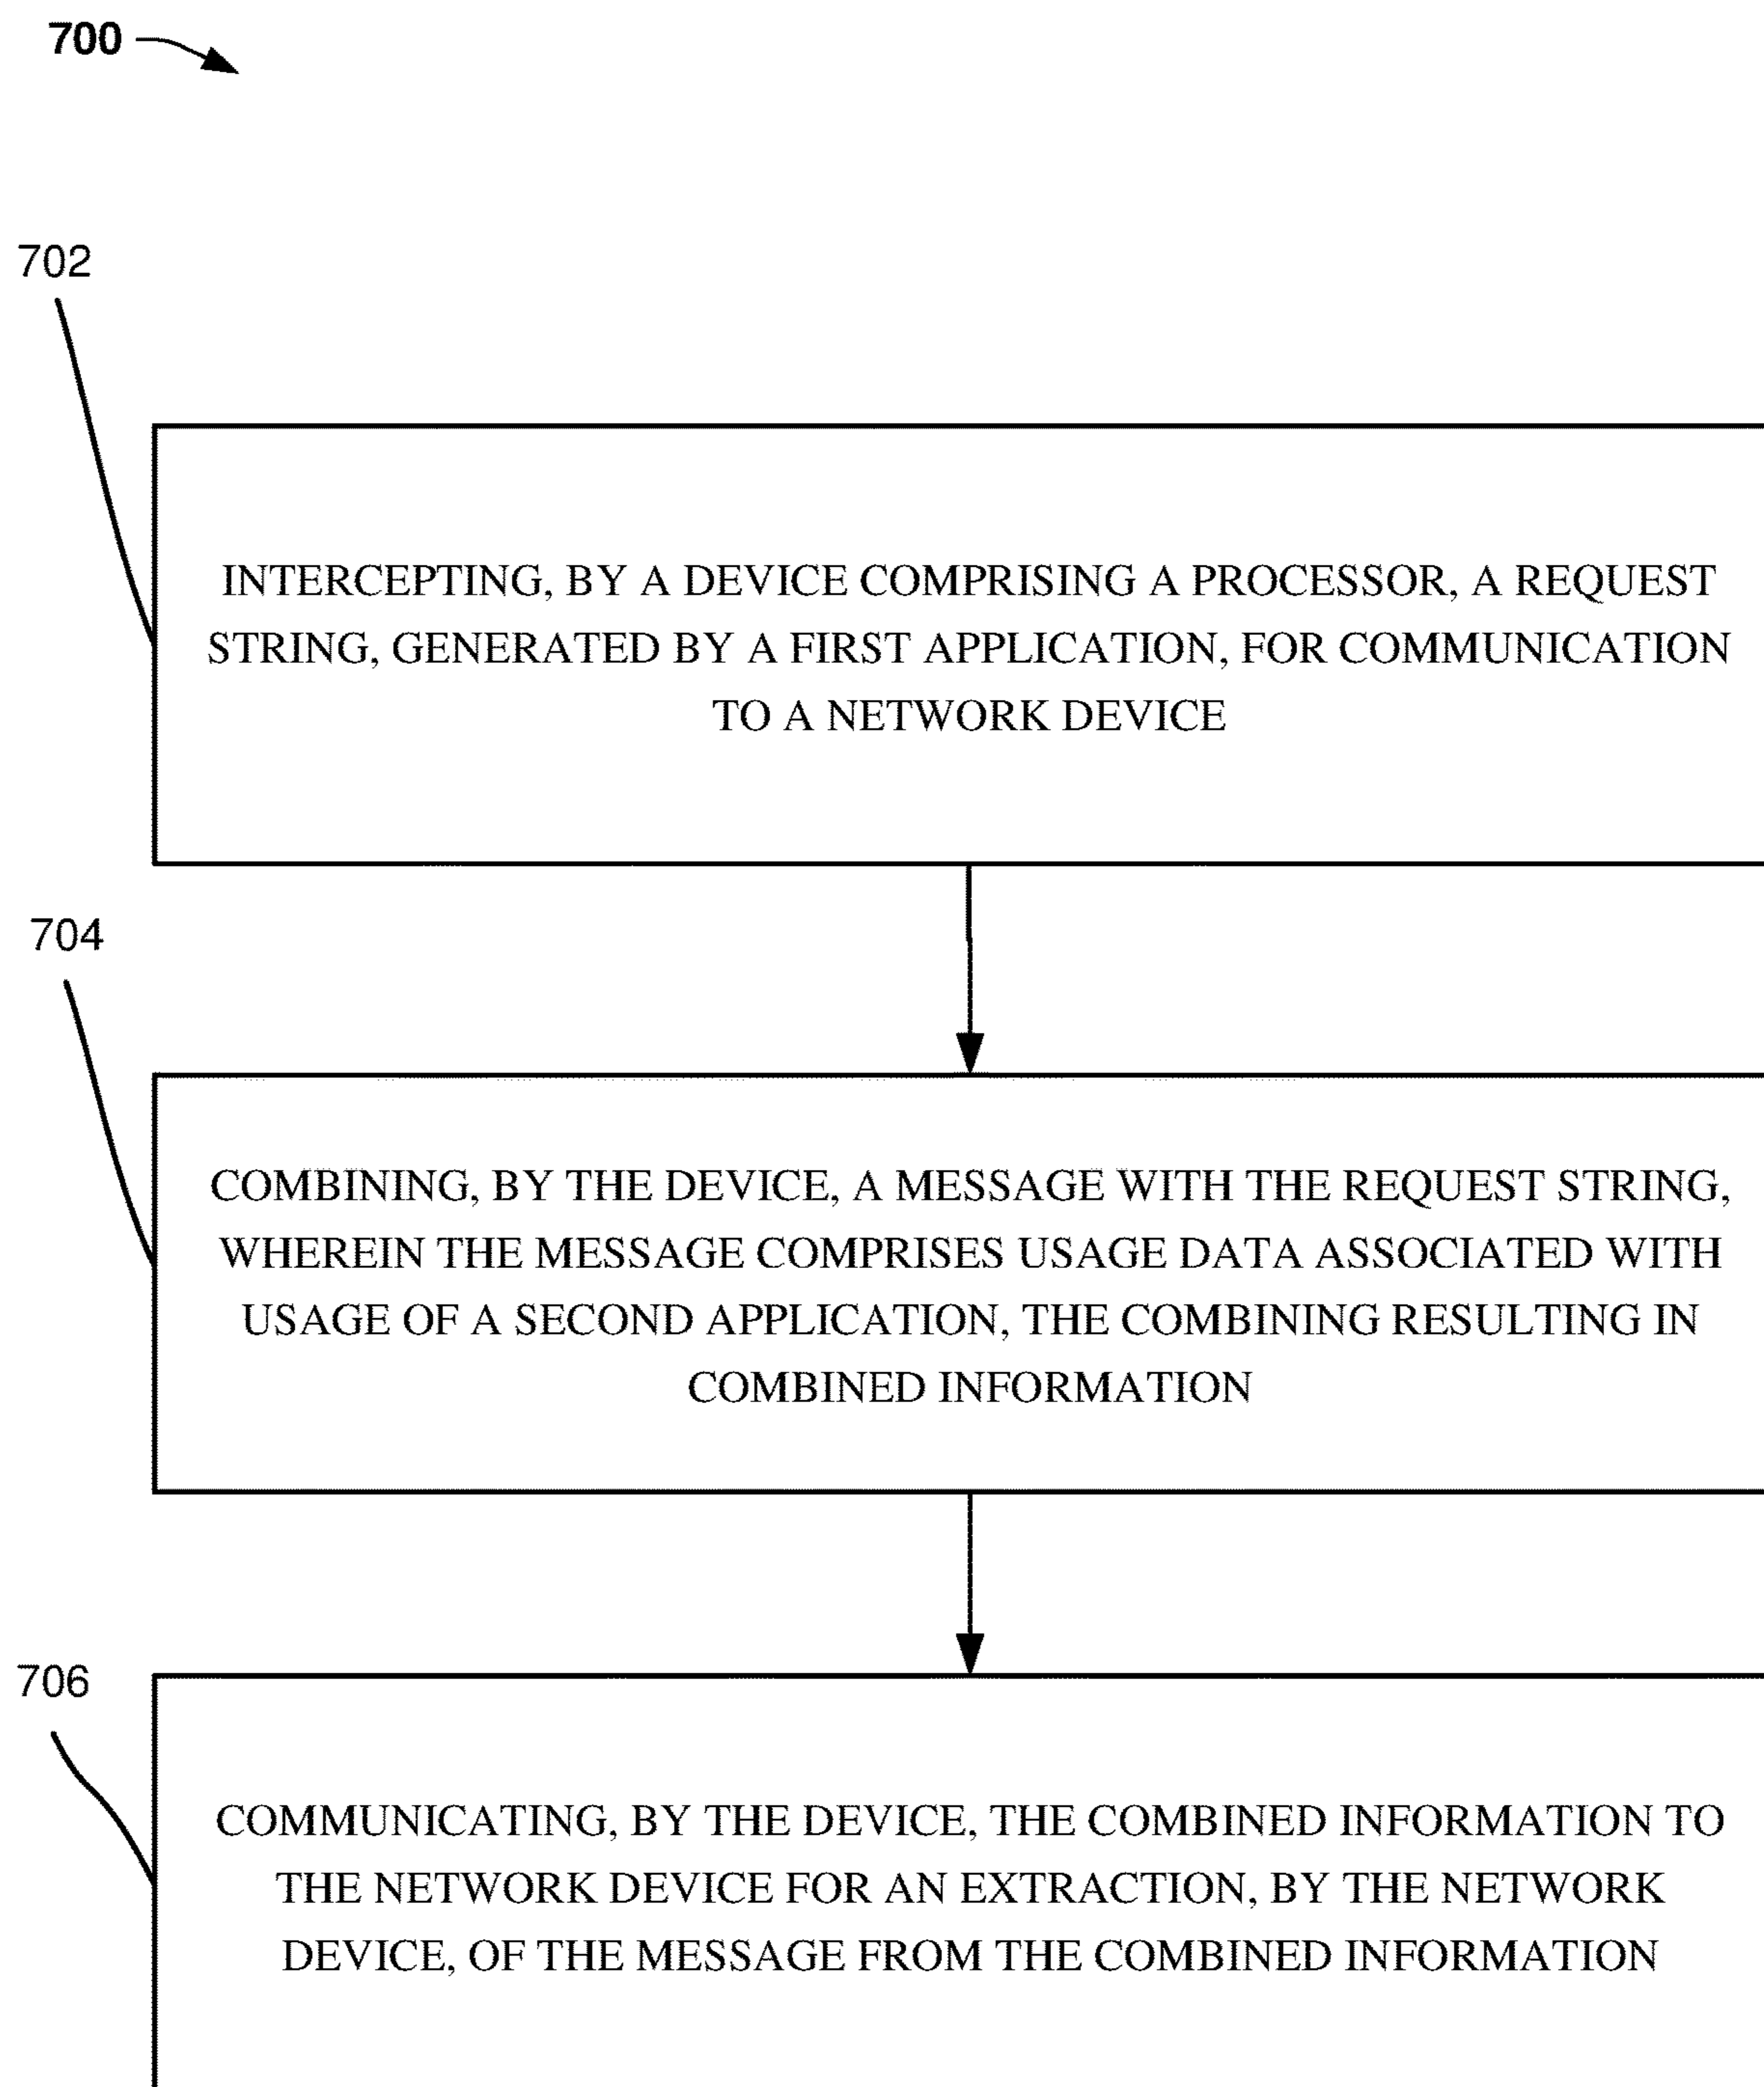 700
702
INTERCEPTING, BY A DEVICE COMPRISING A PROCESSOR, A REQUEST
STRING, GENERATED BY A FIRST APPLICATION, FOR COMMUNICATION
TO A NETWORK DEVICE
704
COMBINING, BY THE DEVICE, A MESSAGE WITH THE REQUEST STRING,
WHEREIN THE MESSAGE COMPRISES USAGE DATA ASSOCIATED WITH
USAGE OF A SECOND APPLICATION, THE COMBINING RESULTING IN
COMBINED INFORMATION
706
COMMUNICATING, BY THE DEVICE, THE COMBINED INFORMATION TO
THE NETWORK DEVICE FOR AN EXTRACTION, BY THE NETWORK
DEVICE, OF THE MESSAGE FROM THE COMBINED INFORMATION